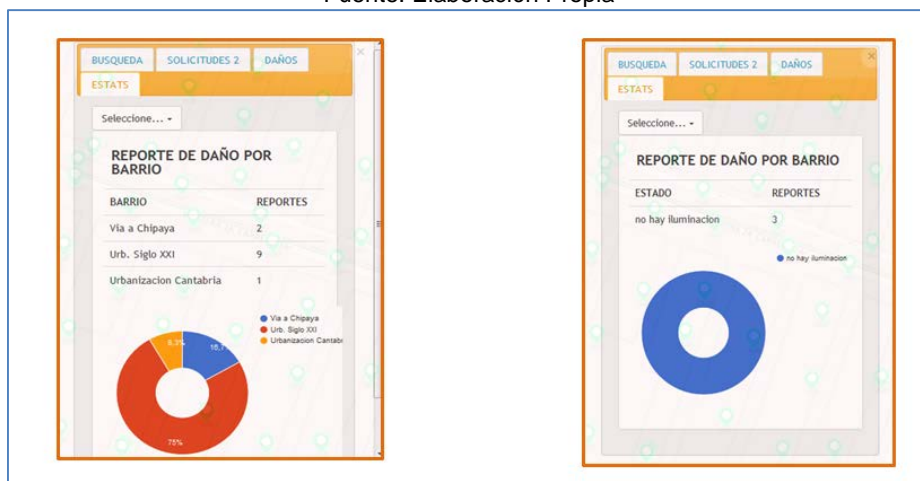 Fuente: Elaboración Propia
BUSQUEDA SOLICITUDES 2 DAÑOS
ESTATS
Seleccione...
REPORTE DE DAÑO POR
BARRIO
BARRIO REPORTES
Via a Chipaya 2
Urb. Siglo XXI 9
Urbanizacion Cantabria 1
Via a Chipaya
Urb. Siglo XXI
Urbanizacion Cantab
8,3%
16,7
75%
BUSQUEDA SOLICITUDES 2 DAÑOS
ESTATS
Seleccione...
REPORTE DE DAÑO POR BARRIO
ESTADO REPORTES
no hay iluminacion 3
no hay iluminacion